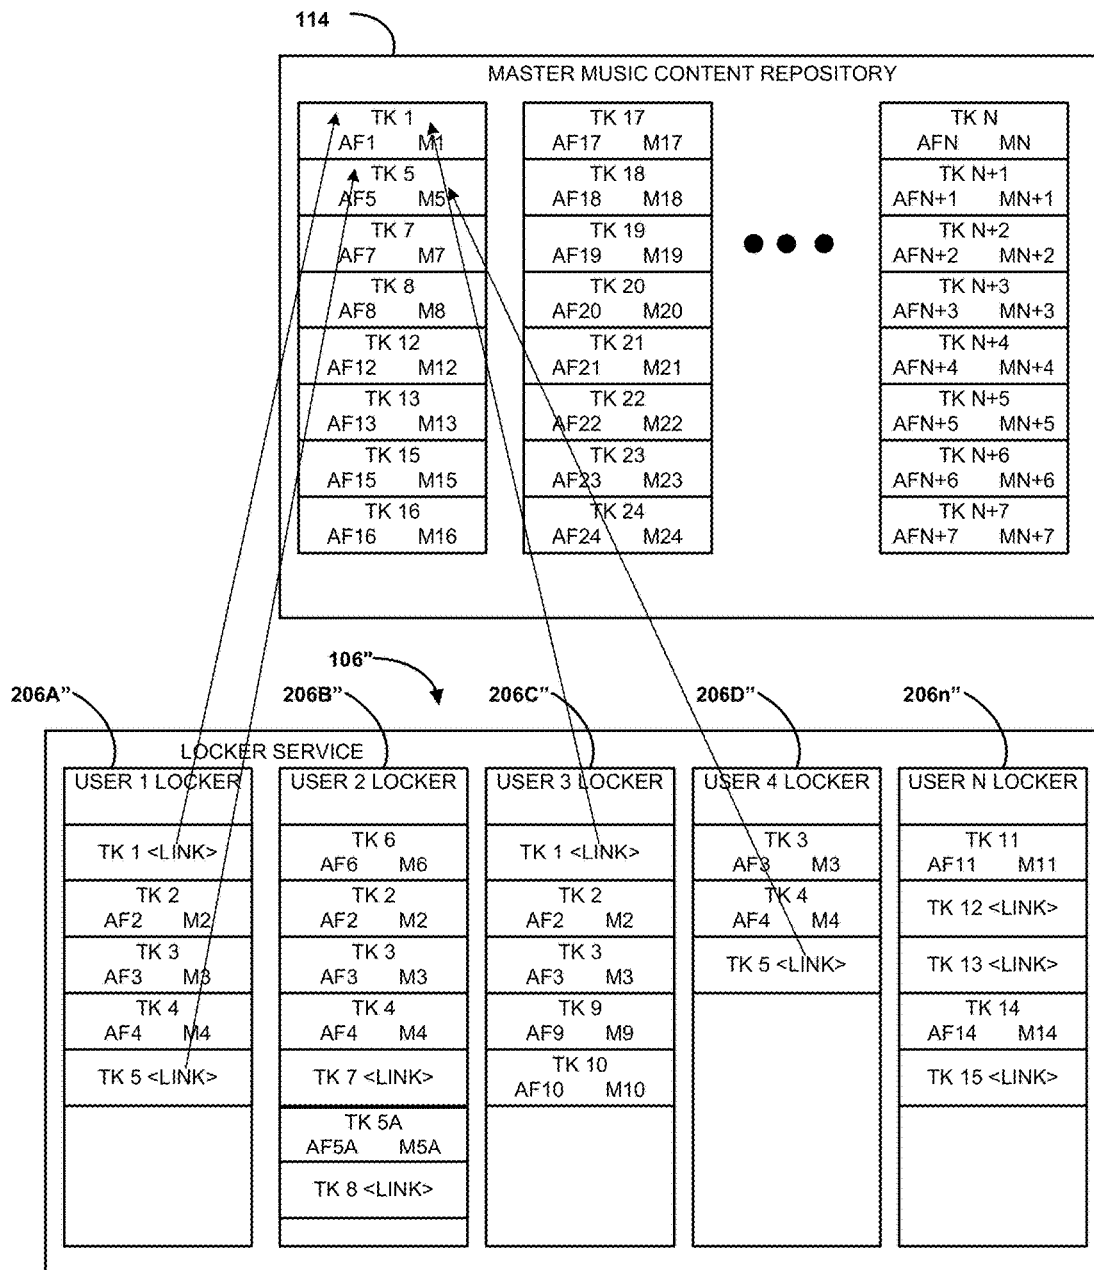 114
MASTER MUSIC CONTENT REPOSITORY
TK 1
AF1 M1
TK 5
AF5 M5
TK 7
AF7 M7
TK 8
AF8 M8
TK 12
AF12 M12
TK 13
AF13 M13
TK 15
AF15 M15
TK 16
AF16 M16
TK 17
AF17 M17
TK 18
AF18 M18
TK 19
AF19 M19
TK 20
AF20 M20
TK 21
AF21 M21
TK 22
AF22 M22
TK 23
AF23 M23
TK 24
AF24 M24
TK N
AFN MN
TK N+1
AFN+1 MN+1
TK N+2
AFN+2 MN+2
TK N+3
AFN+3 MN+3
TK N+4
AFN+4 MN+4
TK N+5
AFN+5 MN+5
TK N+6
AFN+6 MN+6
TK N+7
AFN+7 MN+7
106”
206A” 206B” 206C” 206D” 206n”
LOCKER SERVICE
USER 1 LOCKER
TK 1 <LINK>
TK 2
AF2 M2
TK 3
AF3 M3
TK 4
AF4 M4
TK 5 <LINK>
USER 2 LOCKER
TK 6
AF6 M6
TK 2
AF2 M2
TK 3
AF3 M3
TK 4
AF4 M4
TK 7 <LINK>
TK 5A
AF5A M5A
TK 8 <LINK>
USER 3 LOCKER
TK 1 <LINK>
TK 2
AF2 M2
TK 3
AF3 M3
TK 9
AF9 M9
TK 10
AF10 M10
USER 4 LOCKER
TK 3
AF3 M3
TK 4
AF4 M4
TK 5 <LINK>
USER N LOCKER
TK 11
AF11 M11
TK 12 <LINK>
TK 13 <LINK>
TK 14
AF14 M14
TK 15 <LINK>